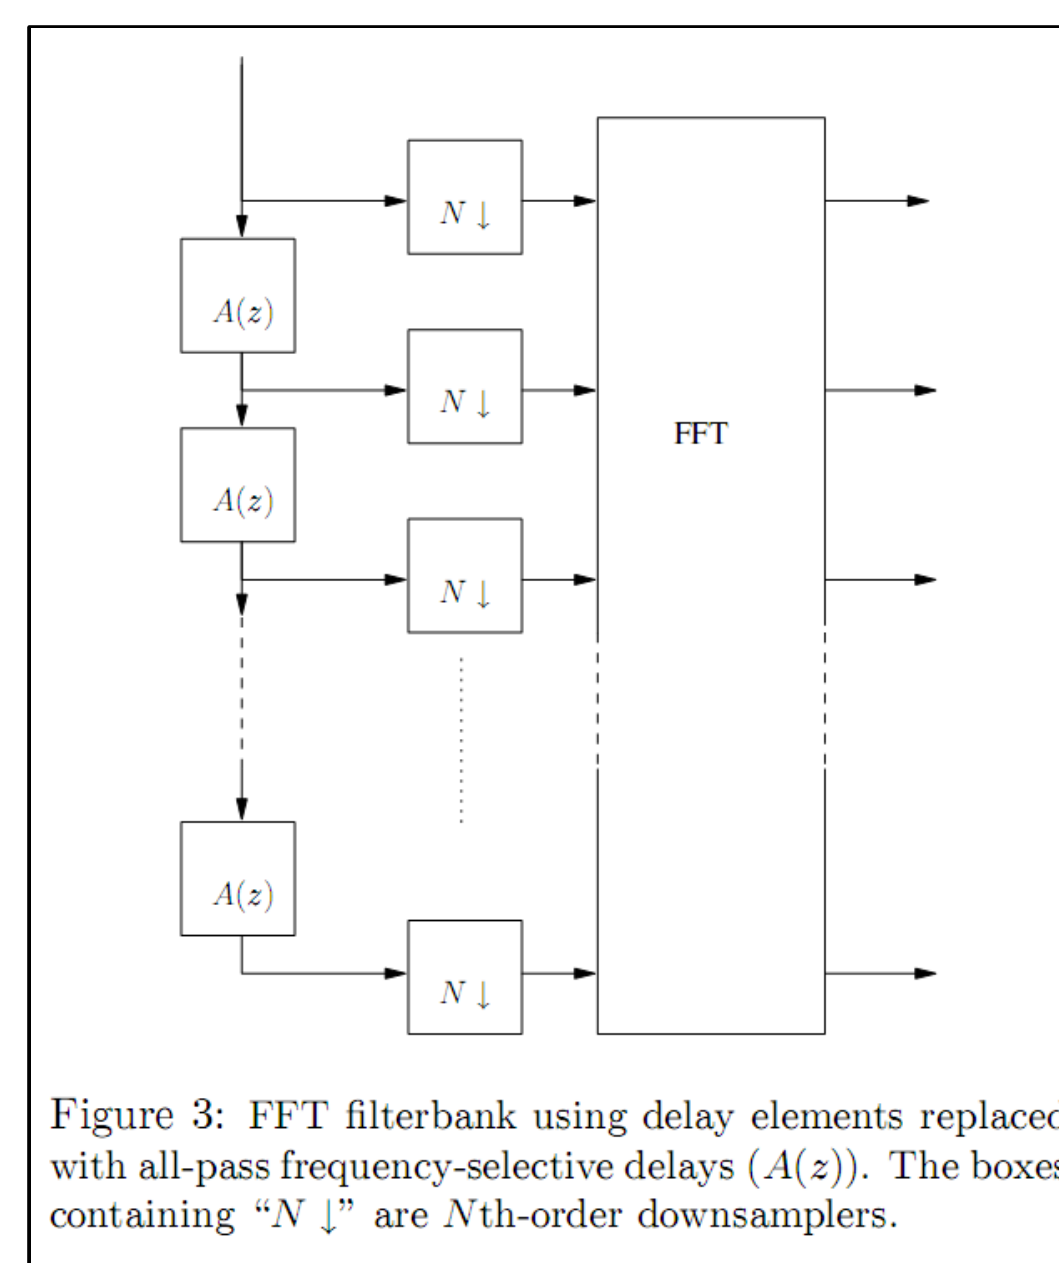 N ↓
A(z)
N ↓
FFT
A(z)
N ↓
A(z)
N ↓
Figure 3: FFT filterbank using delay elements replaced
with all-pass frequency-selective delays (A(z)). The boxes
containing “N ↓” are Nth-order downsamplers.